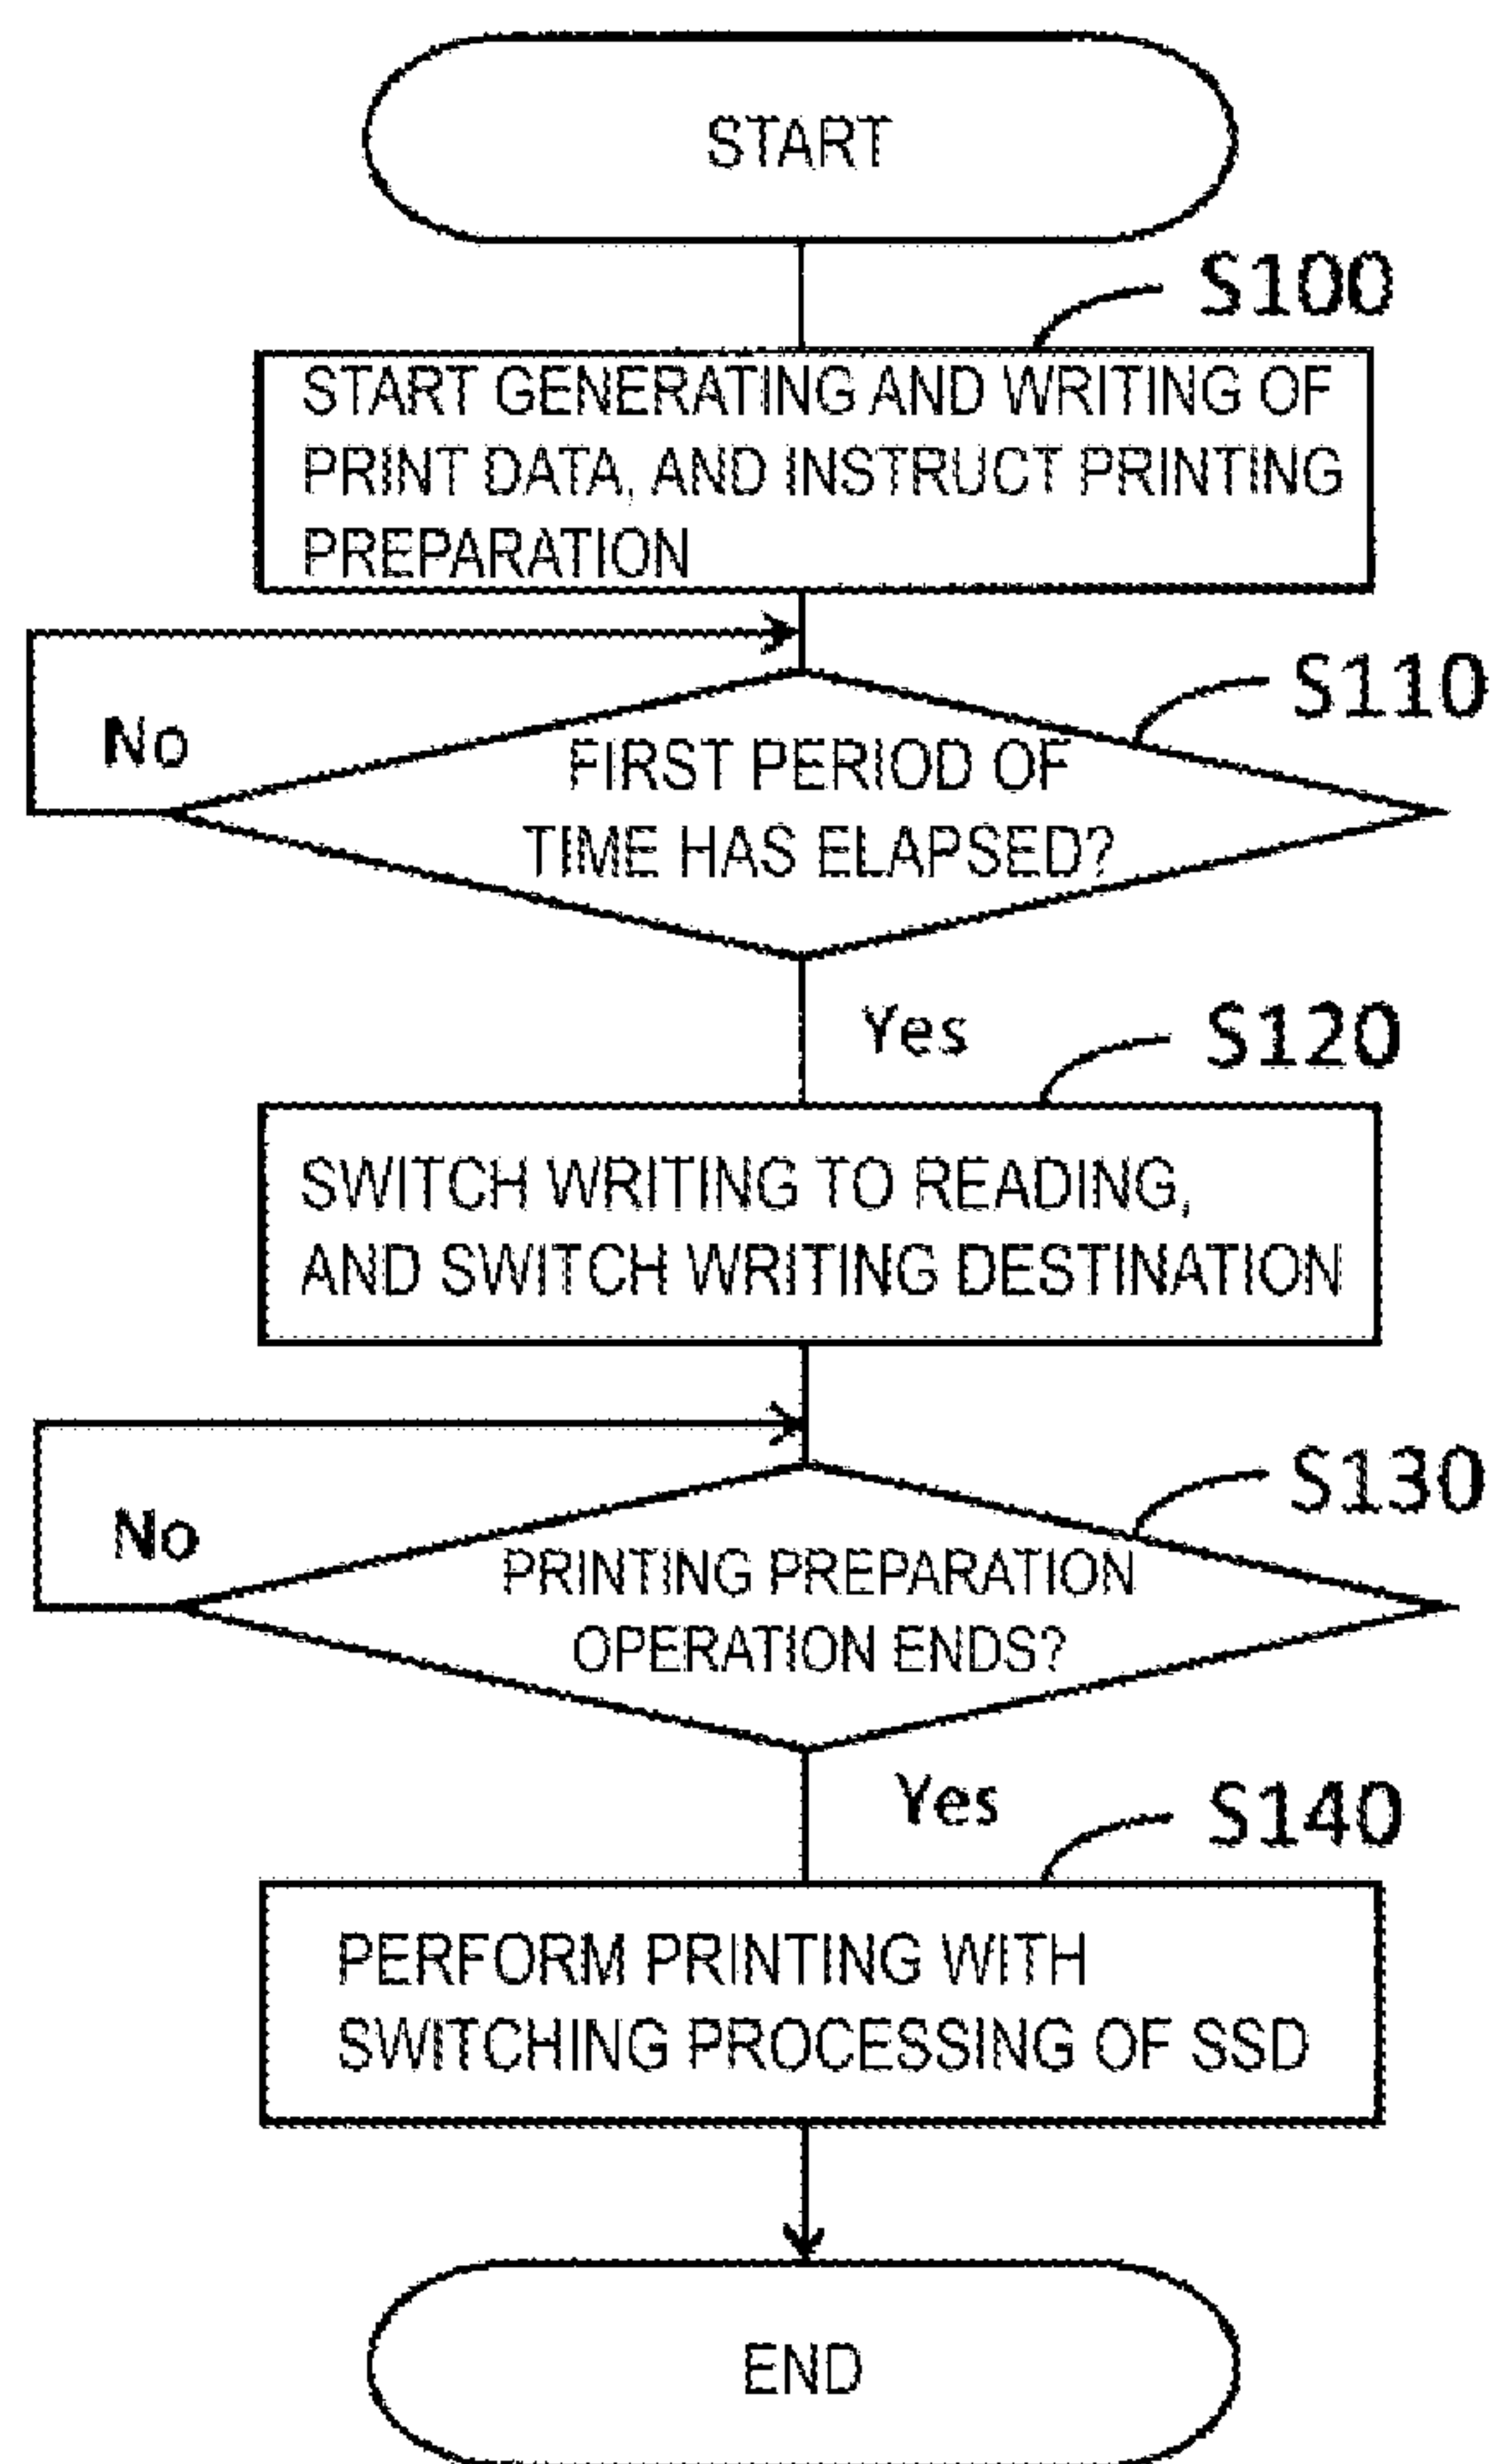 START
S100
START GENERATING AND WRITING OF
PRINT DATA, AND INSTRUCT PRINTING
PREPARATION
S110
No
FIRST PERIOD OF
TIME HAS ELAPSED?
Yes
S120
SWITCH WRITING TO READING,
AND SWITCH WRITING DESTINATION
S130
No
PRINTING PREPARATION
OPERATION ENDS?
Yes
S140
PERFORM PRINTING WITH
SWITCHING PROCESSING OF SSD
END